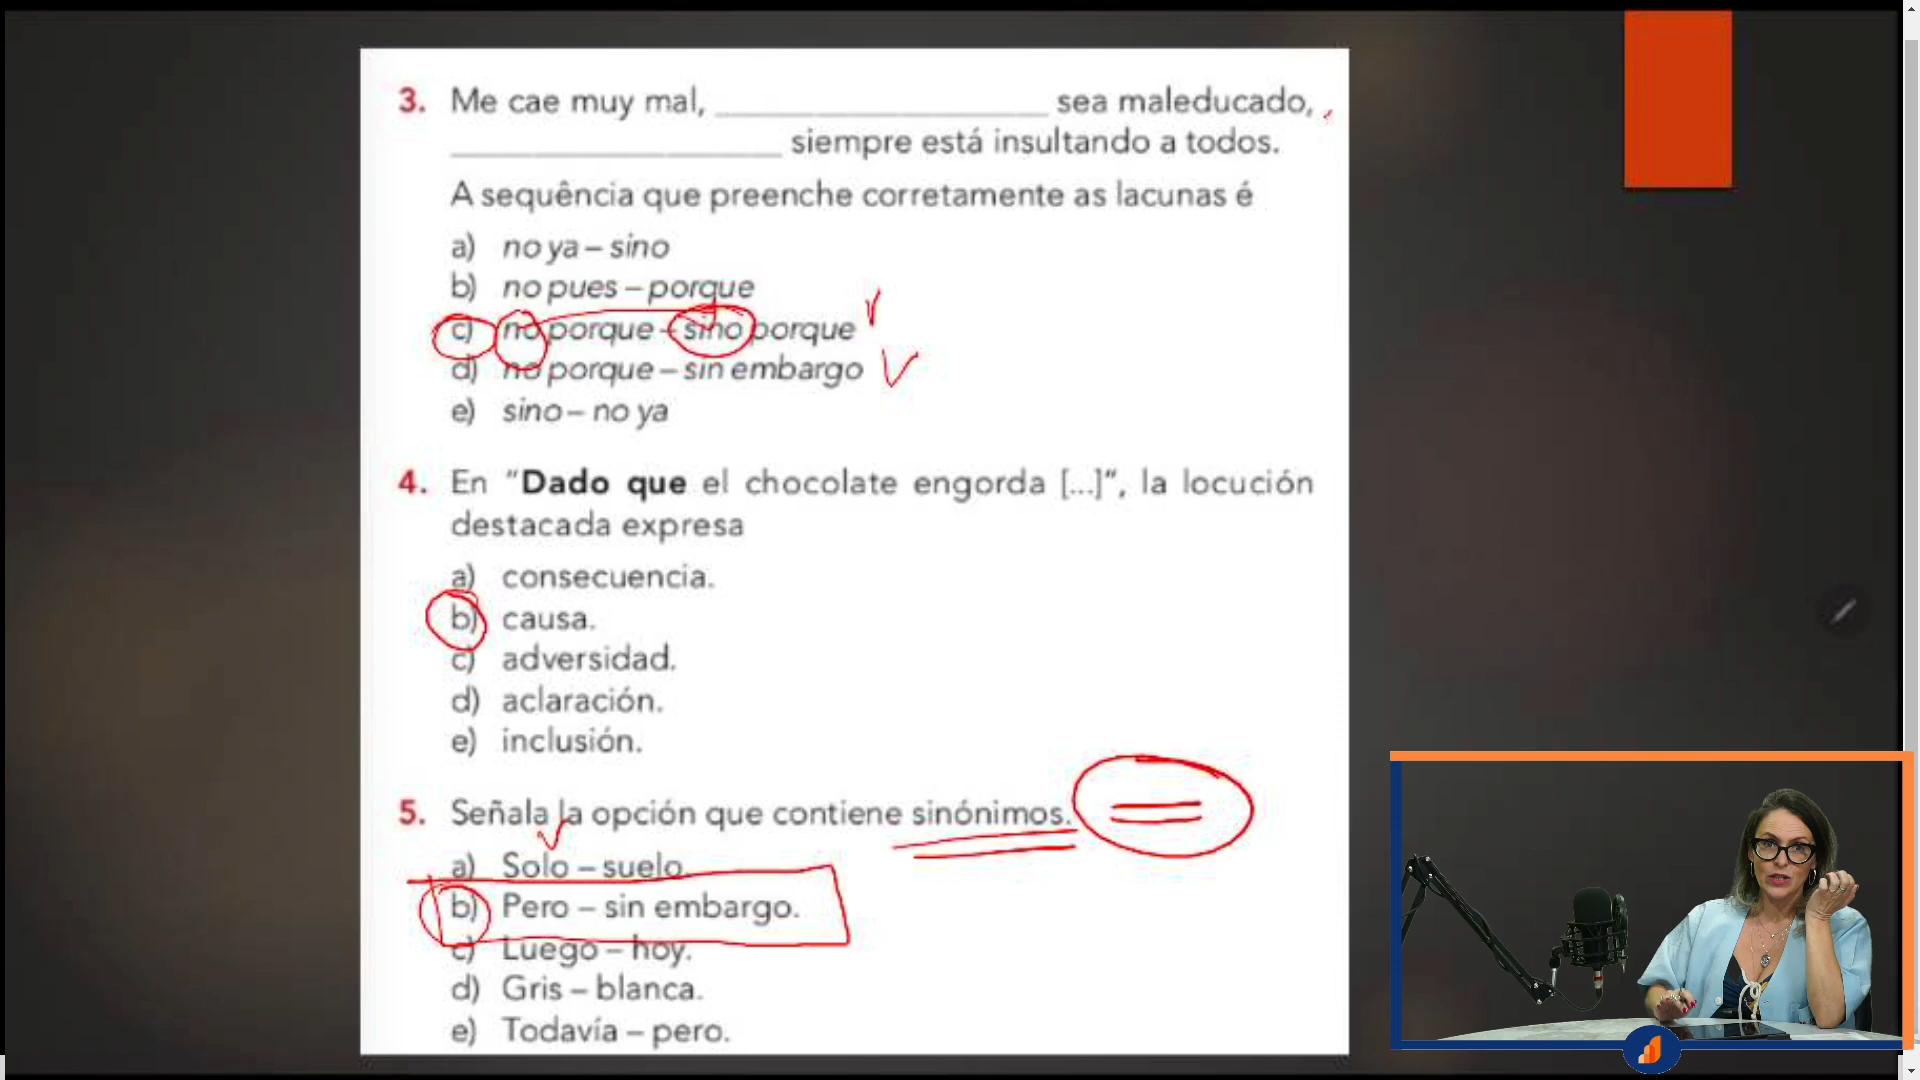 3. Me cae muy mal, ____________________ sea maleducado,
____________________ siempre está insultando a todos.
A sequência que preenche corretamente as lacunas é
a) no ya – sino
b) no pues – porque
c) no porque – sino porque
d) no porque – sin embargo
e) sino – no ya
4. En “Dado que el chocolate engorda [...]“, la locución
destacada expresa
a) consecuencia.
b) causa.
c) adversidad.
d) aclaración.
e) inclusión.
5. Señala la opción que contiene sinónimos.
a) Solo – suelo.
b) Pero – sin embargo.
c) Luego – hoy.
d) Gris – blanca.
e) Todavía – pero.